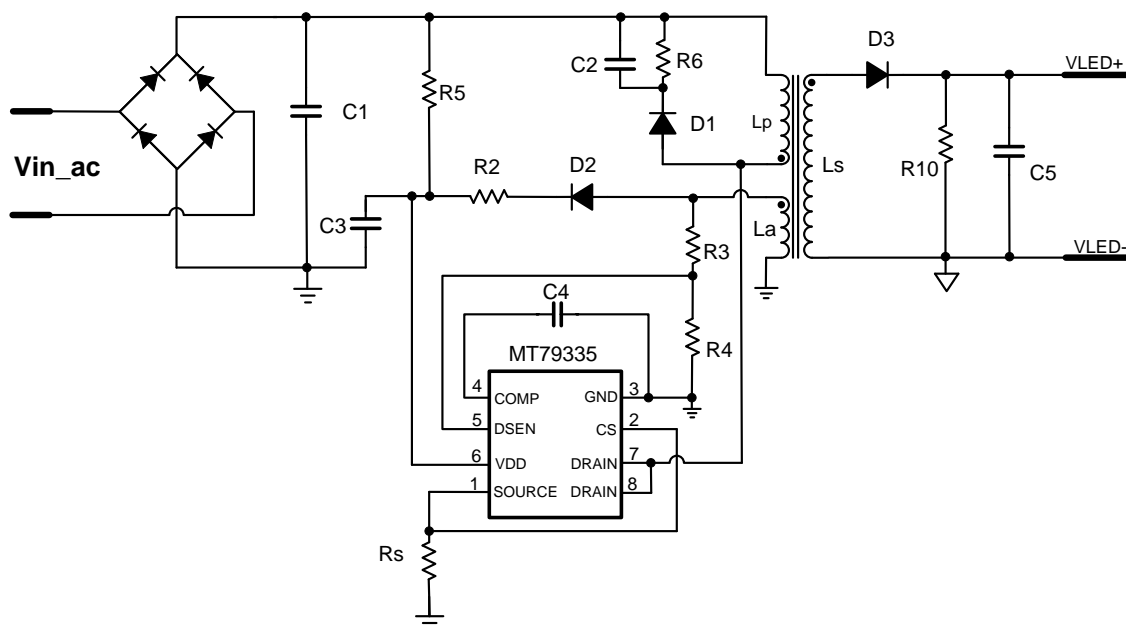 D3
VLED+
C2
R6
R5
C1
D1
Lp
Vin_ac
R2
D2
Ls
R10
C5
C3
La
R3
VLED-
C4
R4
MT79335
4
COMP
GND
3
5
DSEN
CS
2
6
VDD
DRAIN
7
1
SOURCE
DRAIN
8
Rs